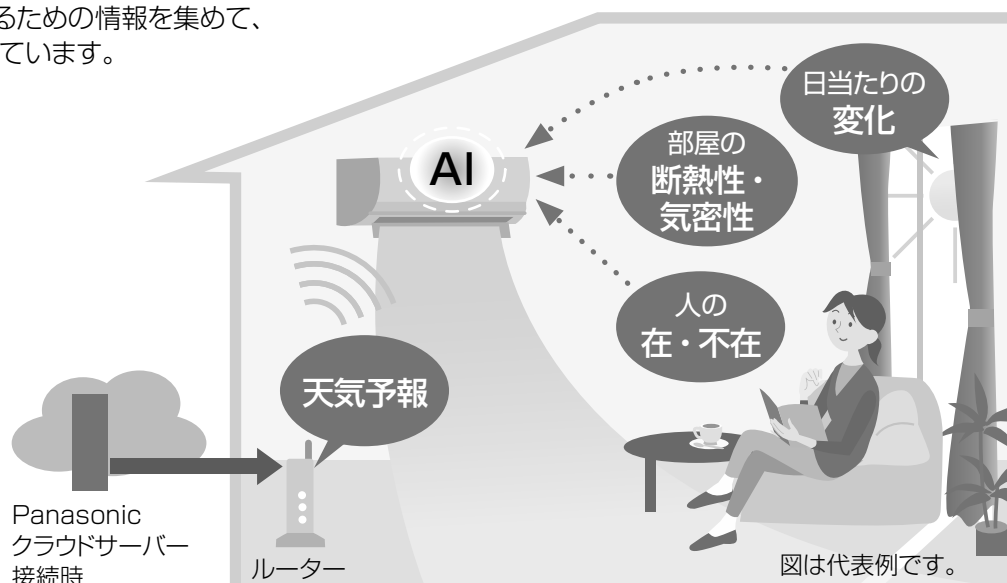 るための情報を集めて、
ています。
日当たりの
変化
AI
部屋の
断熱性・
気密性
人の
在・不在
天気予報
Panasonic
クラウドサーバー
接続時
ルーター
図は代表例です。